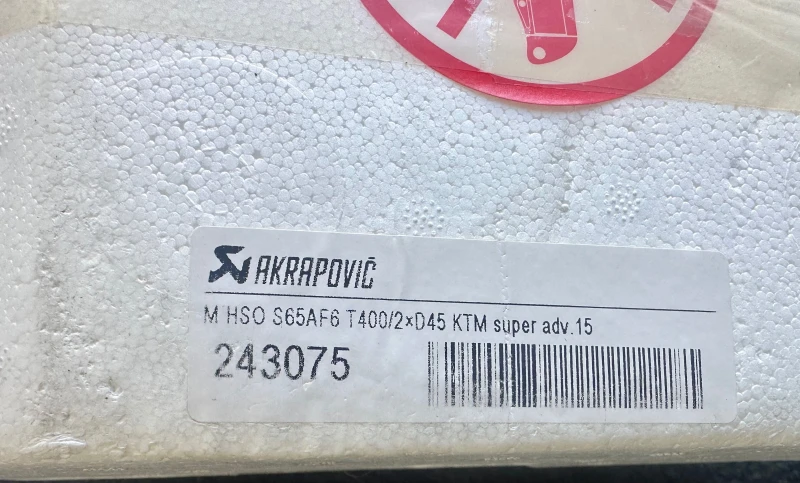 AKRAPOVIČ
M HSO S65AF6 T400/2×D45 KTM super adv.15
243075